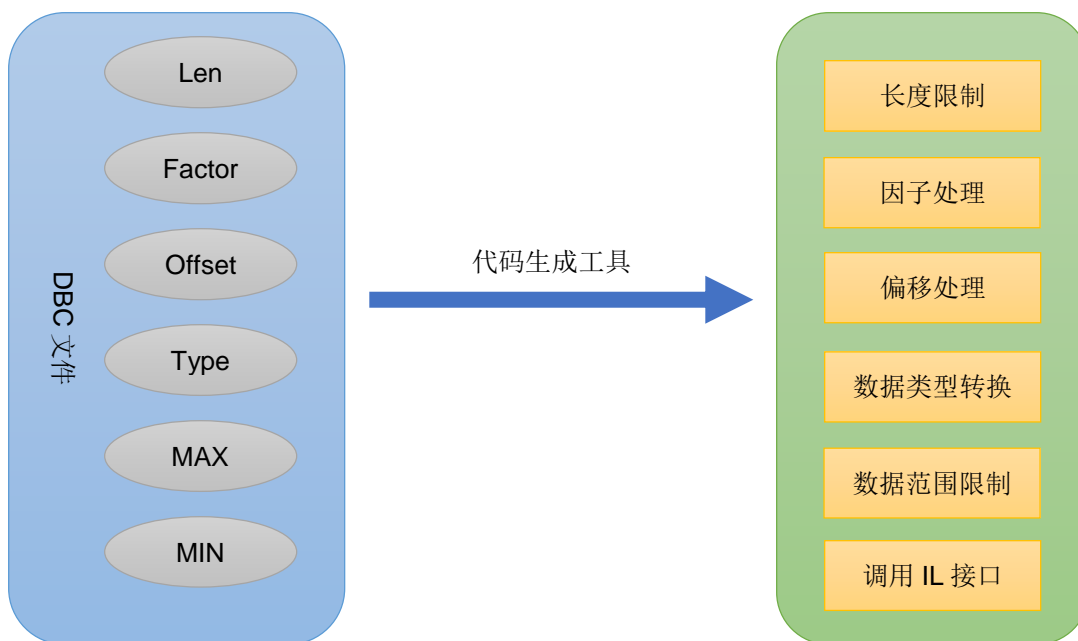 DBC 文件
Len
Factor
Offset
Type
MAX
MIN
代码生成工具
长度限制
因子处理
偏移处理
数据类型转换
数据范围限制
调用 IL 接口